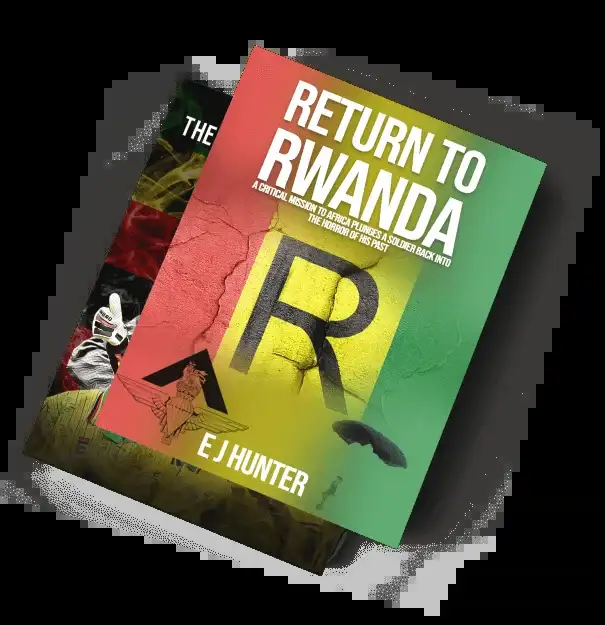 THE
RETURN TO
RWANDA
A CRITICAL MISSION TO AFRICA PLUNGES A SOLDIER BACK INTO
THE HORROR OF HIS PAST
R
E J HUNTER